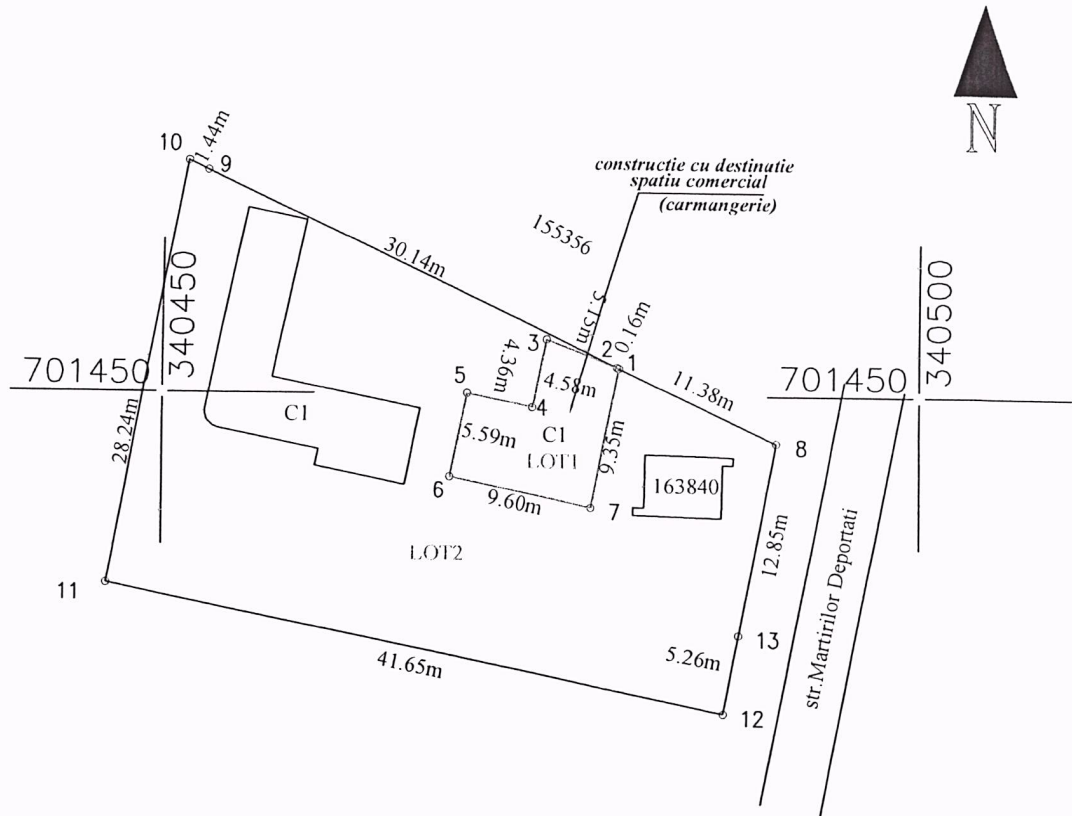 N
10
1.44m
9
constructie cu destinatie
spatiu comercial
(carmangerie)
155356
30.14m
340450
340500
5.15m
0.16m
3
2
1
4.36m
701450
701450
11.38m
5
4.58m
4
C1
C1
8
28.24m
5.59m
LOT1
9.35m
6
9.60m
7
163840
LOT2
12.85m
11
str.Martirilor Deportati
13
5.26m
41.65m
12